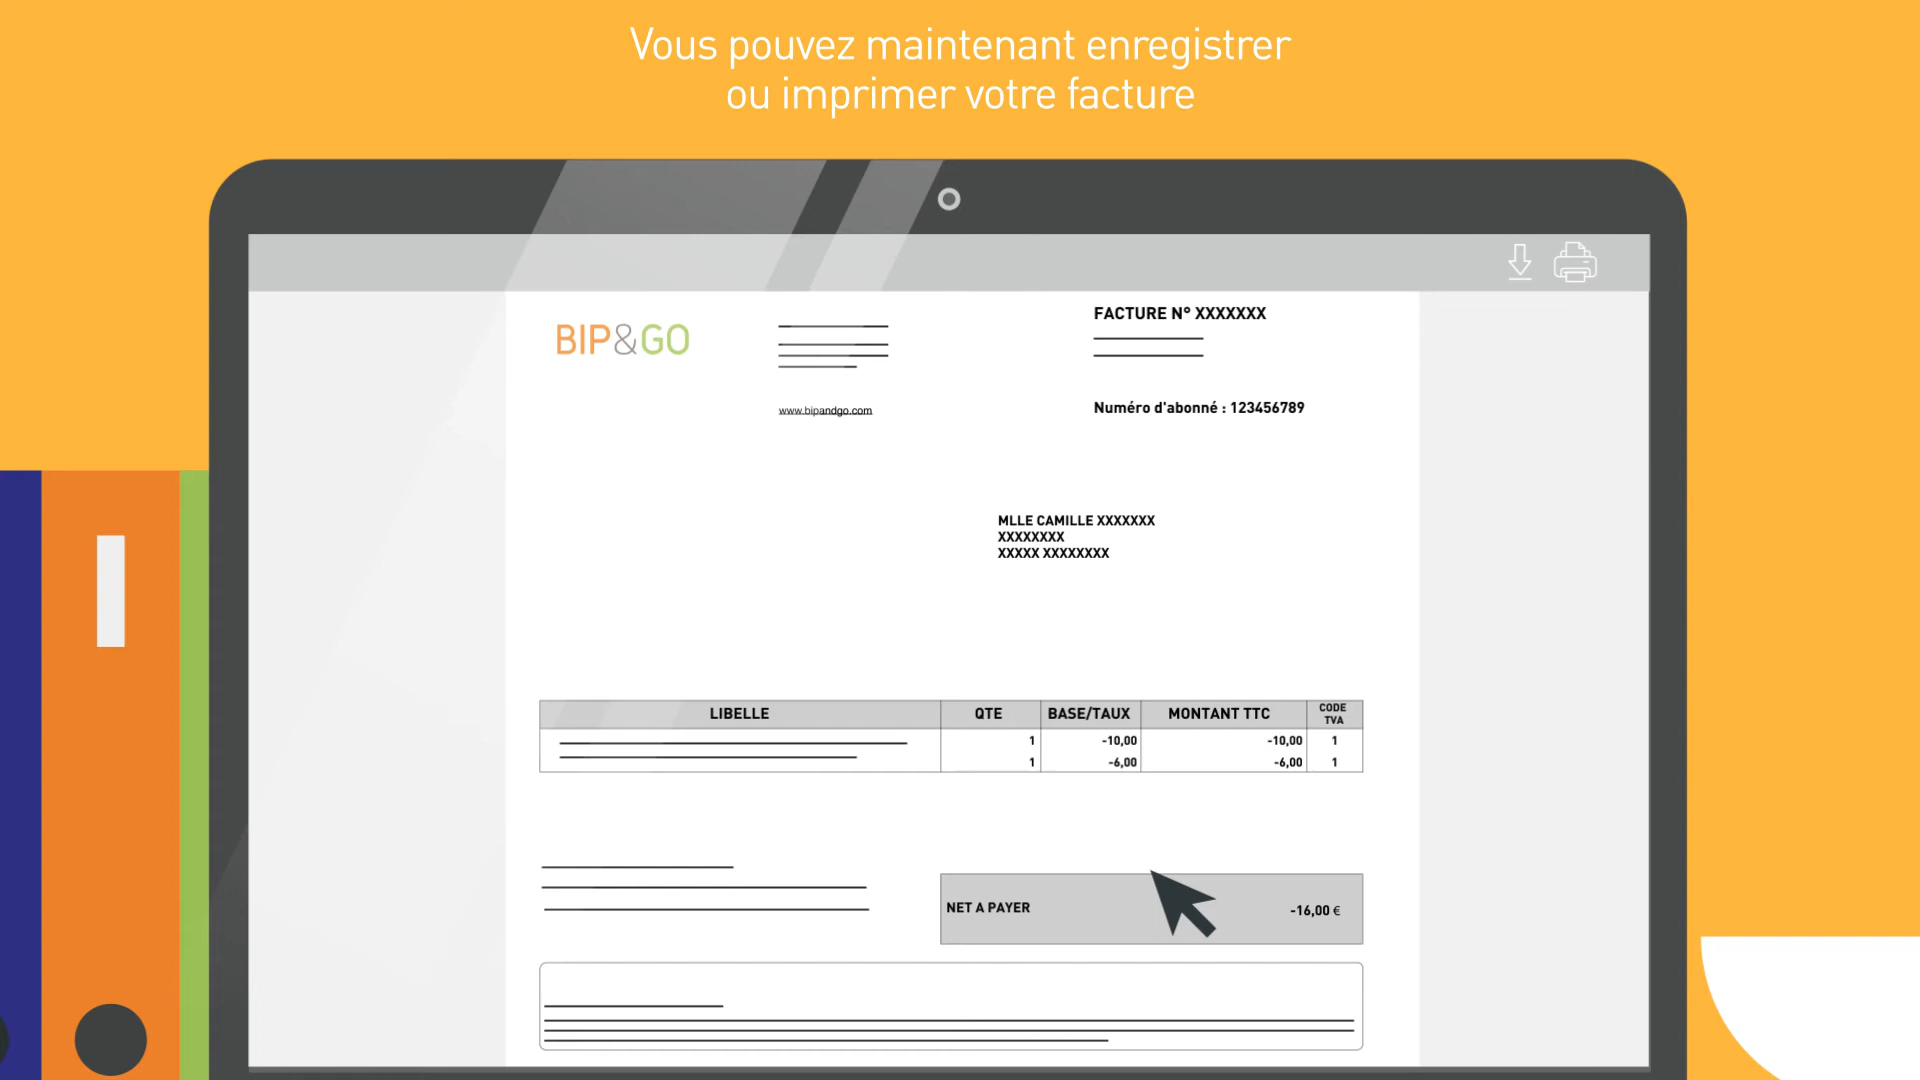 Vous pouvez maintenant enregistrer
ou imprimer votre facture
BIP&GO
www.bipandgo.com
FACTURE N° XXXXXXX
Numéro d'abonné : 123456789
MLLE CAMILLE XXXXXXX
XXXXXXXX
XXXXX XXXXXXXX
LIBELLE QTE BASE/TAUX MONTANT TTC CODE TVA
1 -10,00 -10,00 1
1 -6,00 -6,00 1
NET A PAYER -16,00 €